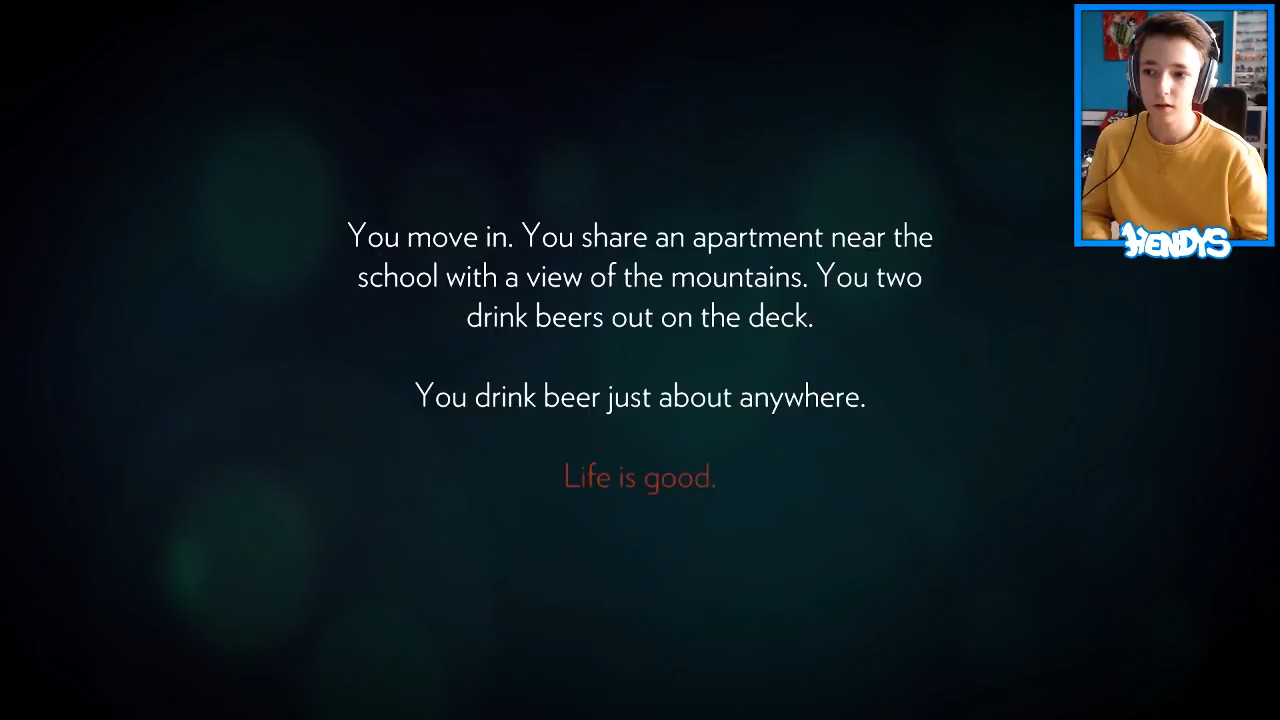 You move in. You share an apartment near the
school with a view of the mountains. You two
drink beers out on the deck.
You drink beer just about anywhere.
Life is good.
HENDYS